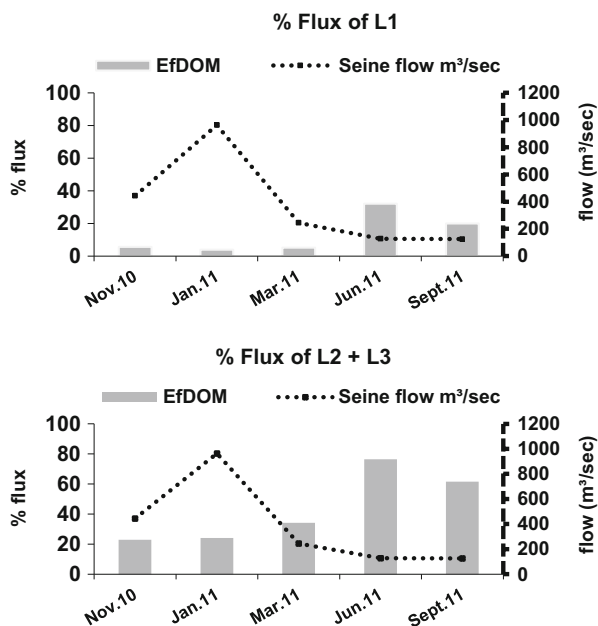 % Flux of L1
EfDOM Seine flow m³/sec
100 1200
80 1000
60 800
40 600
20 400
0 200
0
% flux
flow (m³/sec)
Nov.10 Jan.11 Mar.11 Jun.11 Sept.11
% Flux of L2 + L3
EfDOM Seine flow m³/sec
100 1200
80 1000
60 800
40 600
20 400
0 200
0
% flux
flow (m³/sec)
Nov.10 Jan.11 Mar.11 Jun.11 Sept.11